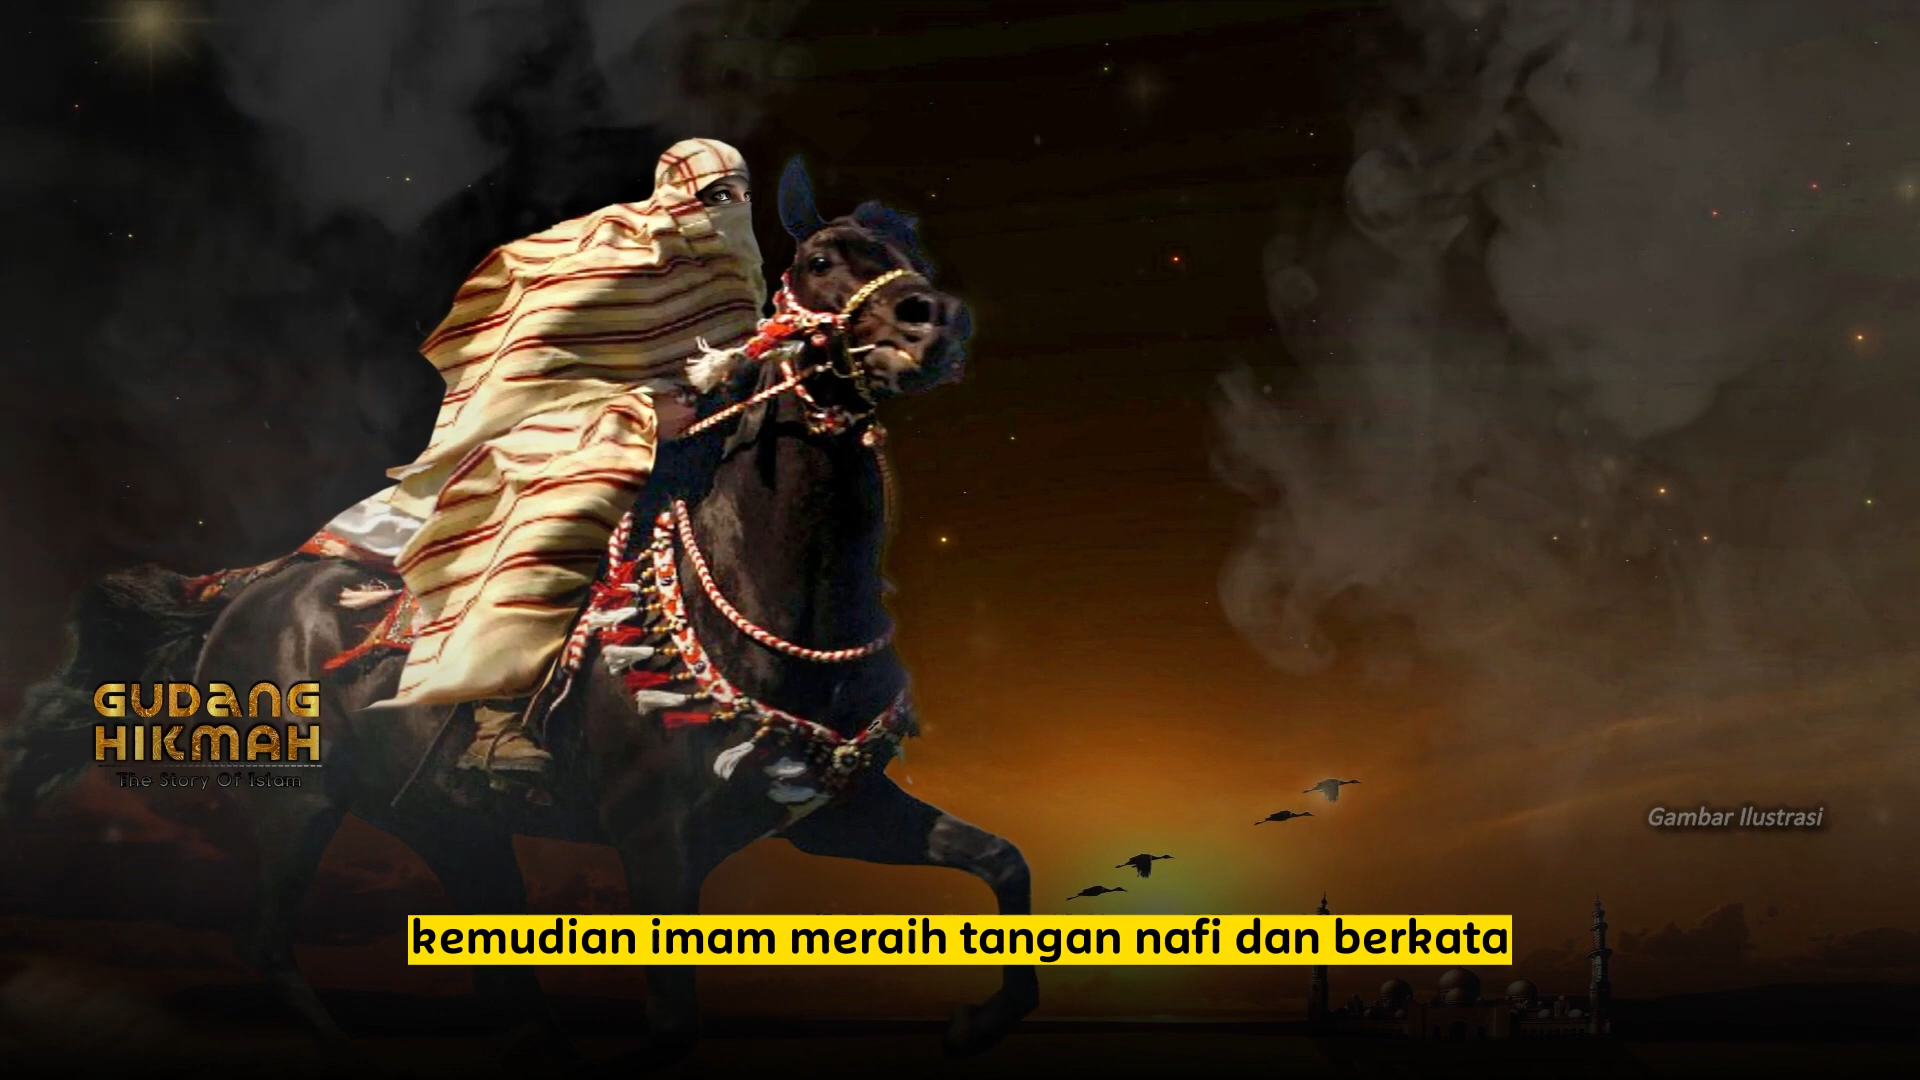 GUDANG
HIKMAH
The Story Of Islam
Gambar Ilustrasi
kemudian imam meraih tangan nafi dan berkata